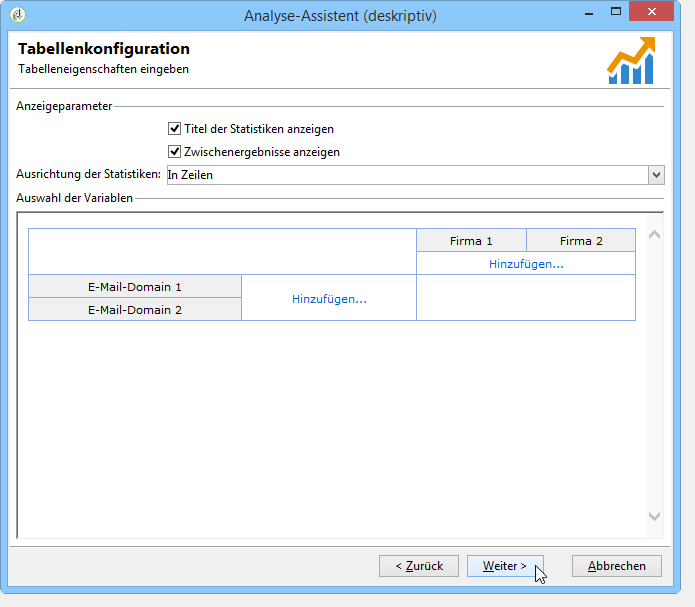 Analyse-Assistent (deskriptiv)
Tabellenkonfiguration
Tabelleneigenschaften eingeben
Anzeigeparameter
Titel der Statistiken anzeigen
Zwischenergebnisse anzeigen
Ausrichtung der Statistiken: In Zeilen
Auswahl der Variablen
Firma 1 Firma 2
Hinzufügen...
E-Mail-Domain 1
Hinzufügen...
E-Mail-Domain 2
< Zurück Weiter > Abbrechen